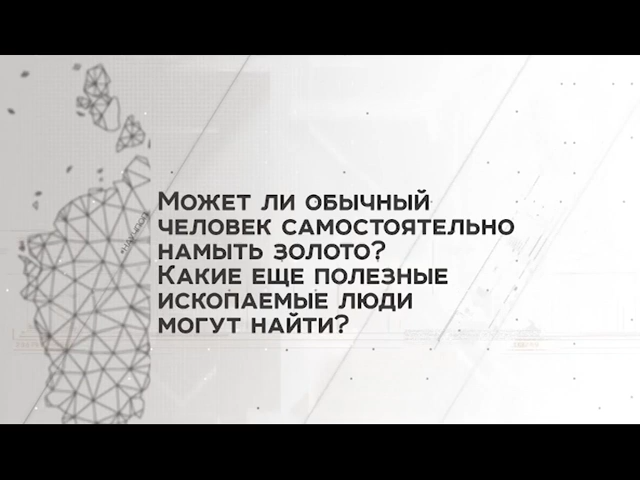 Может ли обычный
человек самостоятельно
намыть золото?
Какие еще полезные
ископаемые люди
могут найти?